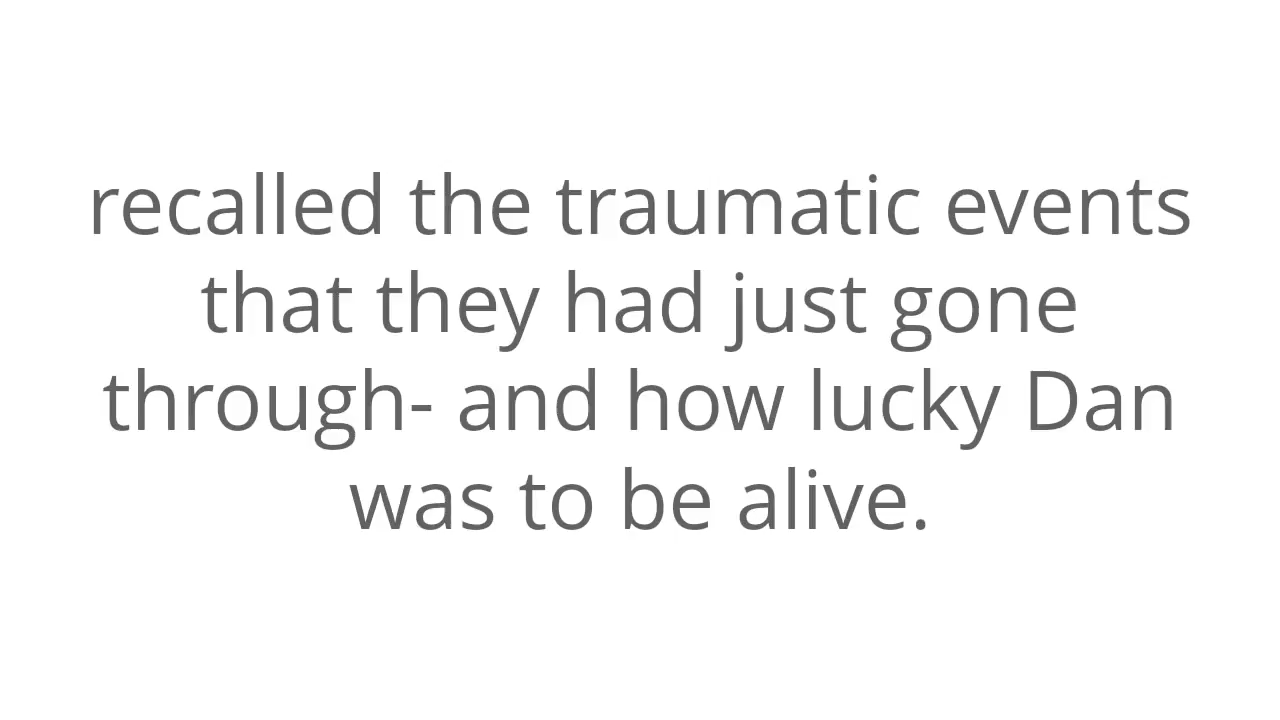 recalled the traumatic events
that they had just gone
through- and how lucky Dan
was to be alive.